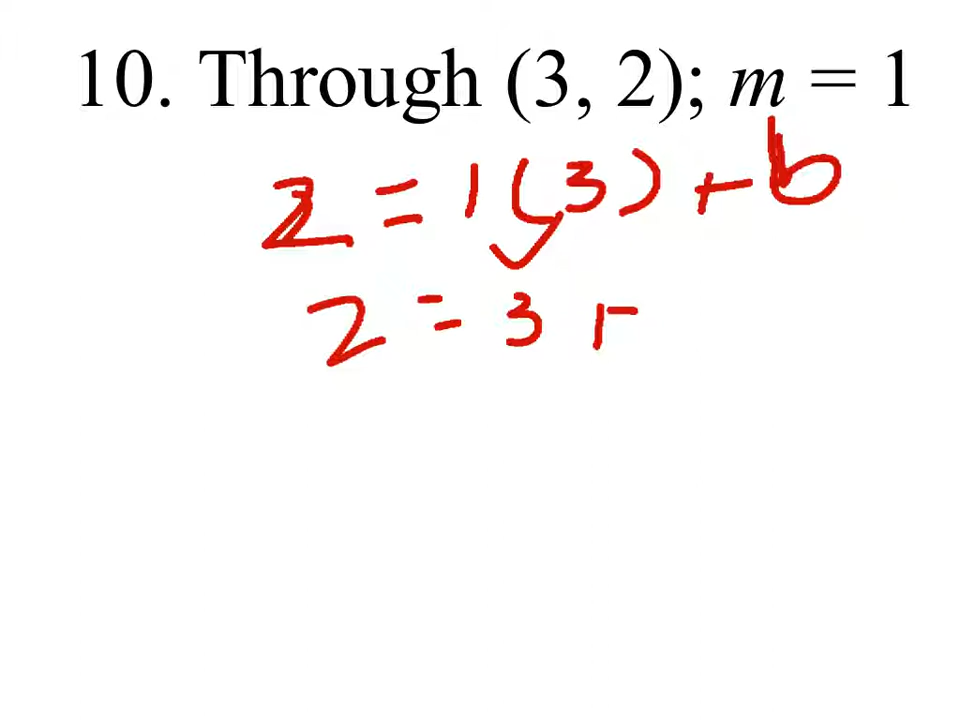 10. Through (3, 2); m = 1
2 = 1(3) + b
2 = 3 +